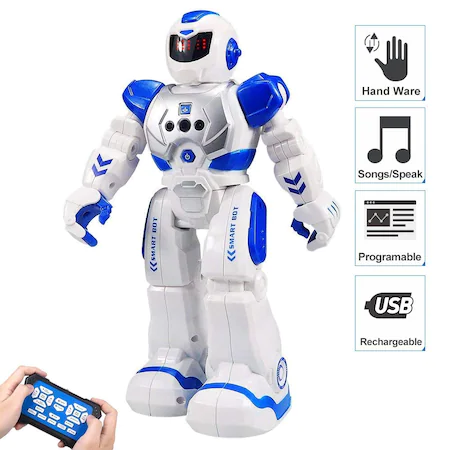 Hand Ware
Songs/Speak
Programable
USB
Rechargeable
SMART BOT
SMART BOT